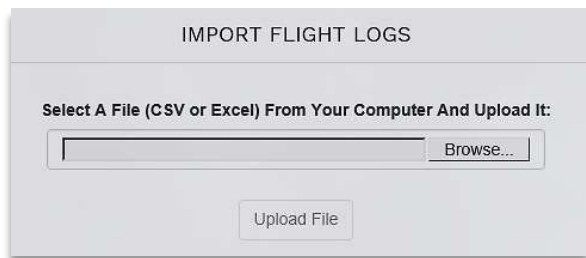 IMPORT FLIGHT LOGS
Select A File (CSV or Excel) From Your Computer And Upload It:
Browse...
Upload File